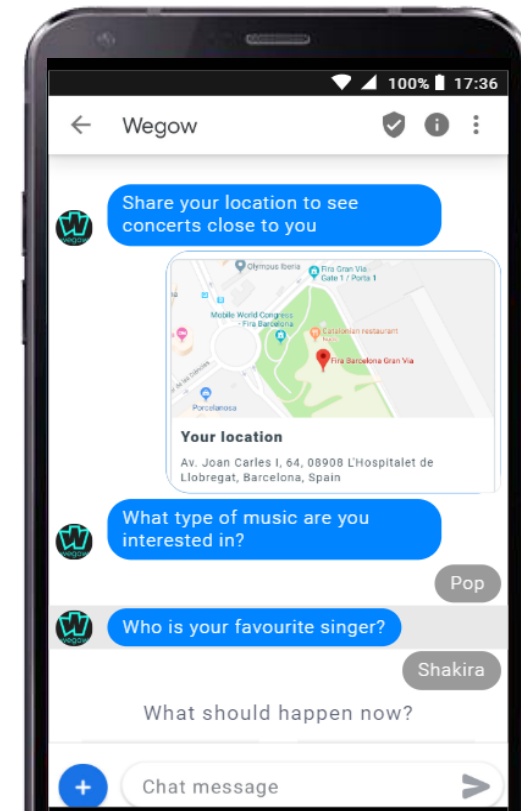 100% 17:36
Wegow
Share your location to see
concerts close to you
wegow
Olympus Iberia
Fira Gran Via
Gate 1 / Porta 1
Mobile World Congress
- Fira Barcelona
Catalonian restaurant
Fira Barcelona Gran Via
Porcelanosa
Your location
Av. Joan Carles I, 64, 08908 L'Hospitalet de
Llobregat, Barcelona, Spain
What type of music are you
interested in?
wegow
Pop
Who is your favourite singer?
wegow
Shakira
What should happen now?
Chat message